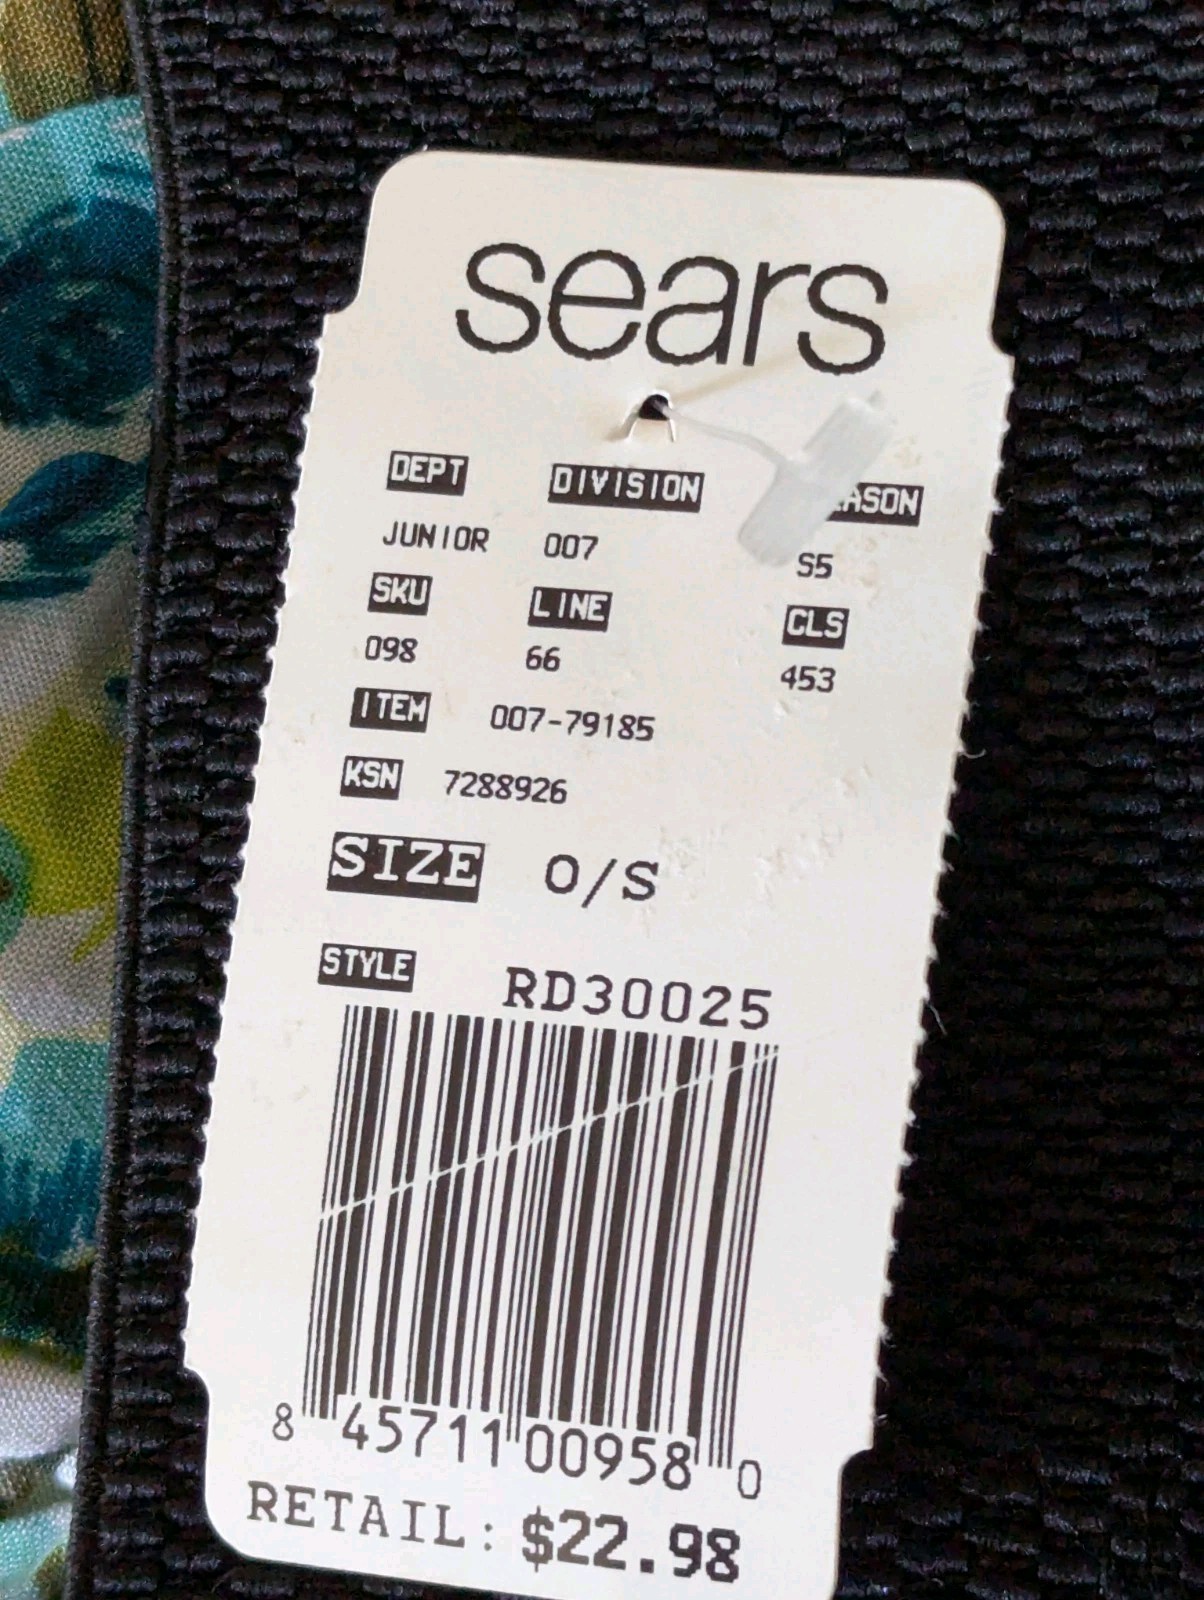 sears
DEPT DIVISION ASON
JUNIOR 007 S5
SKU LINE CLS
098 66 453
ITEM 007-79185
KSN 7288926
SIZE O/S
STYLE RD30025
8 45711 00958 0
RETAIL: $22.98